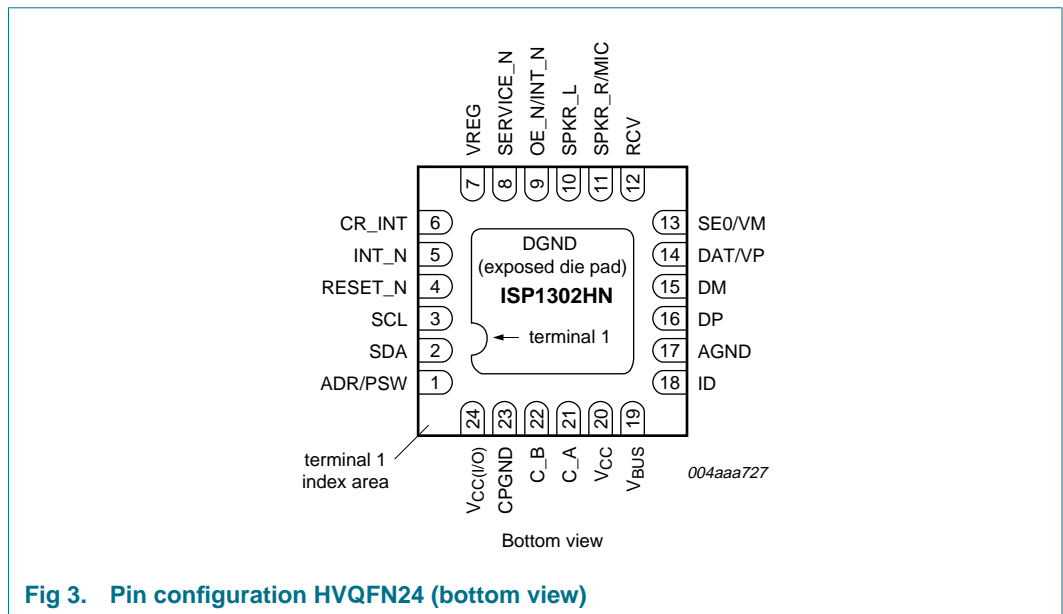 VREG
SERVICE_N
OE_N/INT_N
SPKR_L
SPKR_R/MIC
RCV
7
8
9
10
11
12
CR_INT 6
INT_N 5
RESET_N 4
SCL 3
SDA 2
ADR/PSW 1
DGND
(exposed die pad)
ISP1302HN
terminal 1
13 SE0/VM
14 DAT/VP
15 DM
16 DP
17 AGND
18 ID
24
23
22
21
20
19
VCC(I/O)
CPGND
C_B
C_A
VCC
VBUS
terminal 1
index area
004aaa727
Bottom view
Fig 3. Pin configuration HVQFN24 (bottom view)